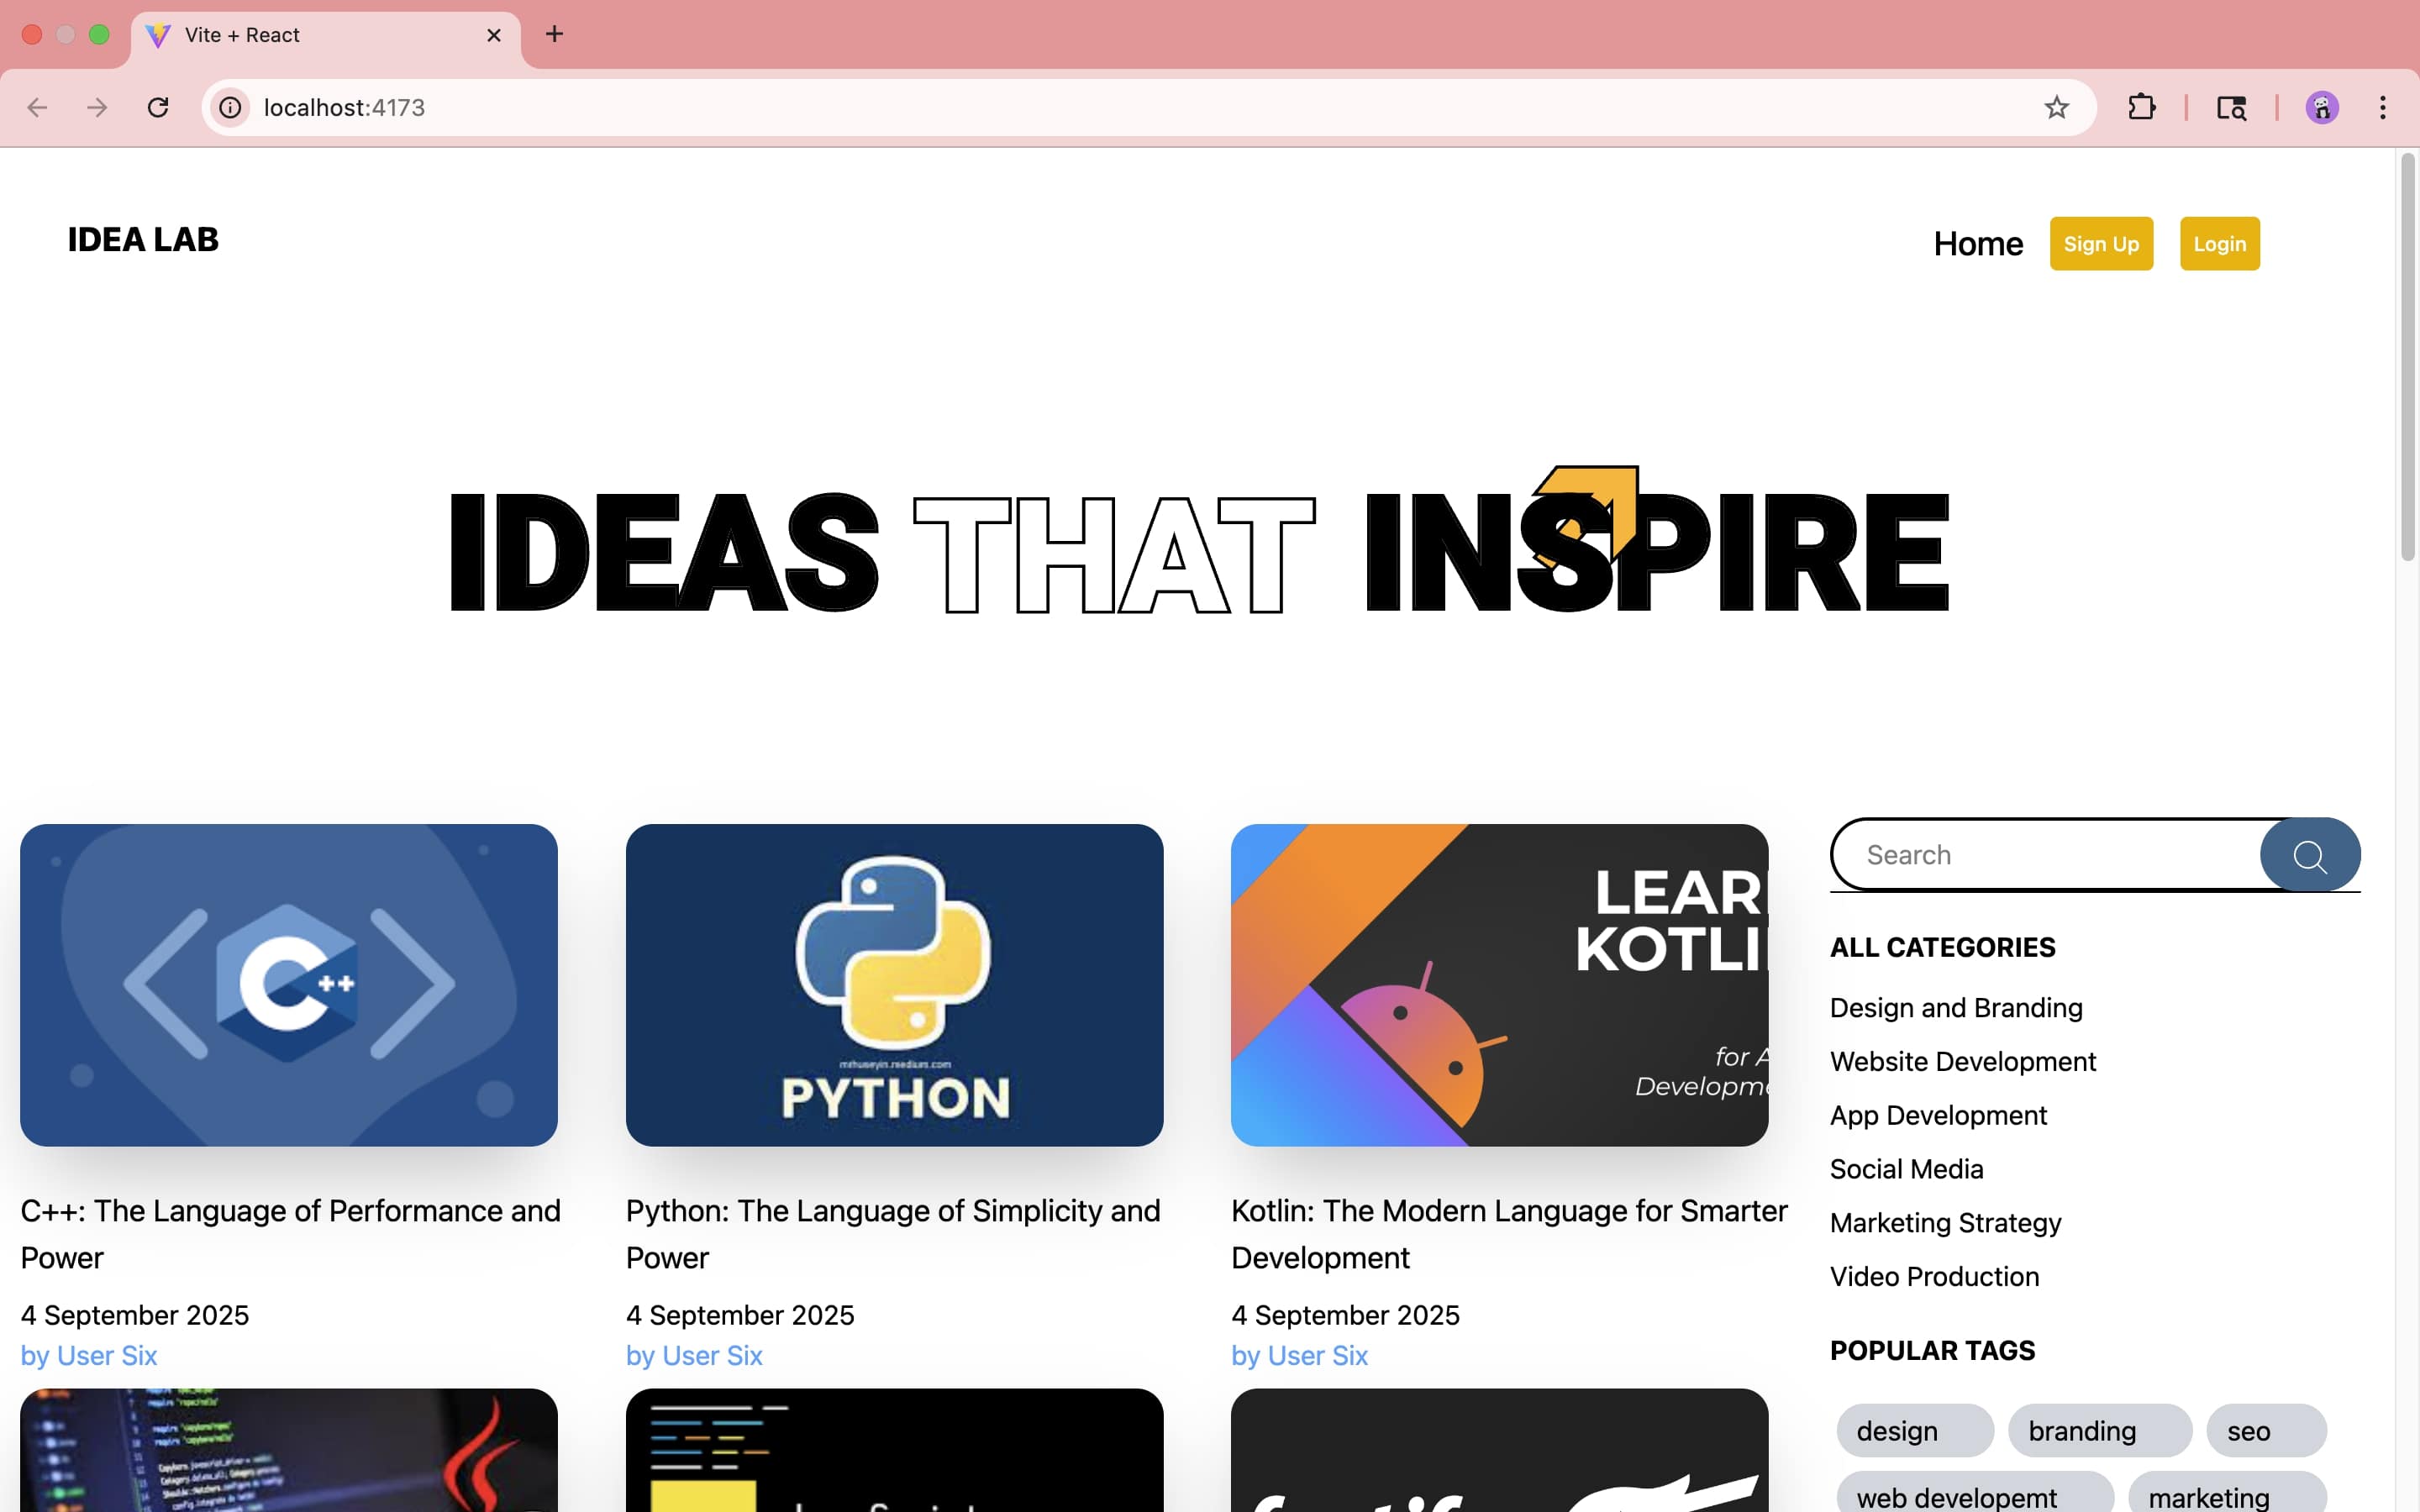 Vite + React
localhost:4173
IDEA LAB
Home
Sign Up
Login
IDEAS THAT INSPIRE
C++
PYTHON
LEAR
KOTLI
for A
Developme
Search
ALL CATEGORIES
Design and Branding
Website Development
App Development
Social Media
Marketing Strategy
Video Production
C++: The Language of Performance and
Power
4 September 2025
by User Six
Python: The Language of Simplicity and
Power
4 September 2025
by User Six
Kotlin: The Modern Language for Smarter
Development
4 September 2025
by User Six
POPULAR TAGS
design
branding
seo
web developemt
marketing